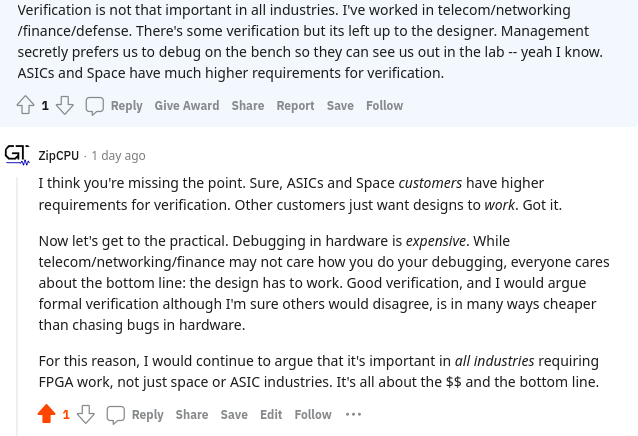 Verification is not that important in all industries. I've worked in telecom/networking
/finance/defense. There's some verification but its left up to the designer. Management
secretly prefers us to debug on the bench so they can see us out in the lab -- yeah I know.
ASICs and Space have much higher requirements for verification.
1 Reply Give Award Share Report Save Follow
GT ZipCPU · 1 day ago
I think you're missing the point. Sure, ASICs and Space customers have higher
requirements for verification. Other customers just want designs to work. Got it.
Now let's get to the practical. Debugging in hardware is expensive. While
telecom/networking/finance may not care how you do your debugging, everyone cares
about the bottom line: the design has to work. Good verification, and I would argue
formal verification although I'm sure others would disagree, is in many ways cheaper
than chasing bugs in hardware.
For this reason, I would continue to argue that it's important in all industries requiring
FPGA work, not just space or ASIC industries. It's all about the $$ and the bottom line.
1 Reply Share Save Edit Follow ···